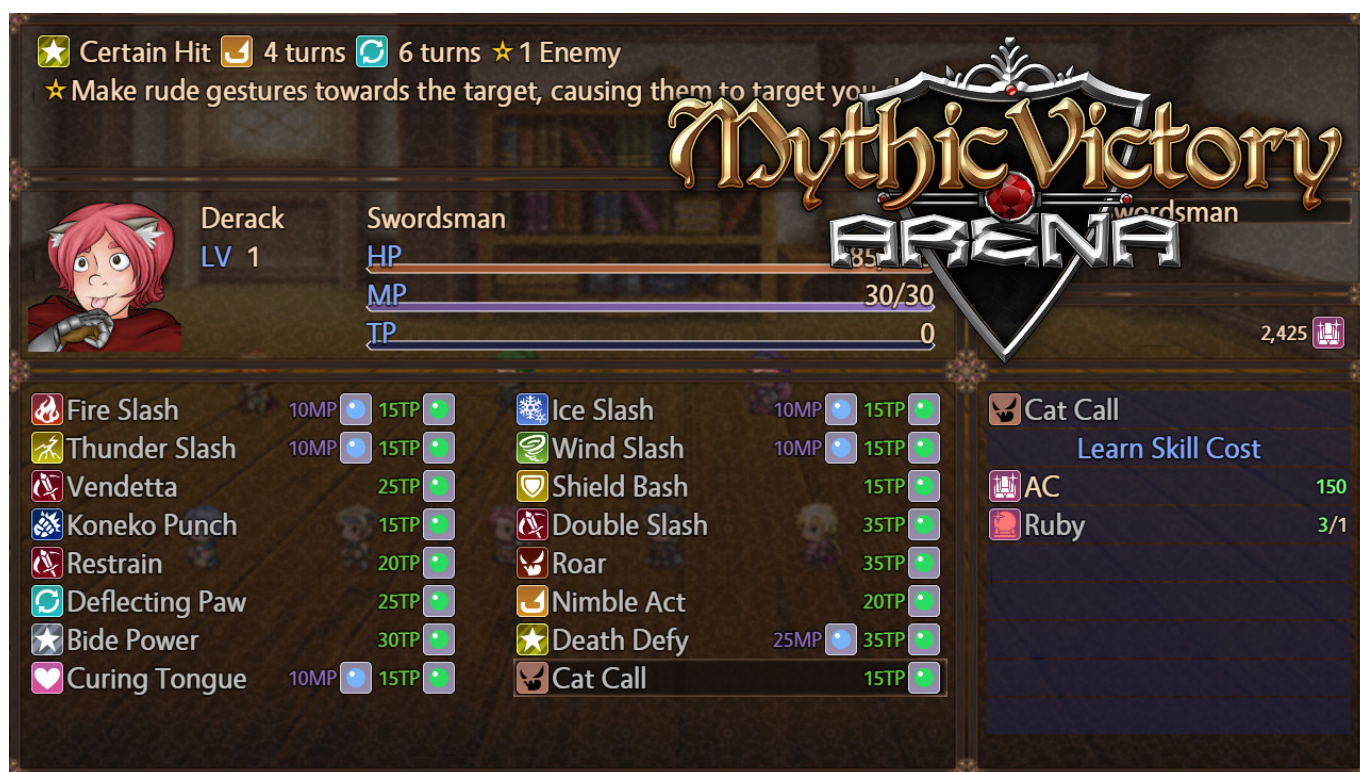 Certain Hit 4 turns 6 turns 1 Enemy
Make rude gestures towards the target, causing them to target you
Mythic Victory
ARENA
Derack Swordsman
LV 1 HP 85/
MP 30/30
TP 0
Swordsman
2,425
Fire Slash 10MP 15TP Ice Slash 10MP 15TP
Thunder Slash 10MP 15TP Wind Slash 10MP 15TP
Vendetta 25TP Shield Bash 15TP
Koneko Punch 15TP Double Slash 35TP
Restrain 20TP Roar 35TP
Deflecting Paw 25TP Nimble Act 20TP
Bide Power 30TP Death Defy 25MP 35TP
Curing Tongue 10MP 15TP Cat Call 15TP
Cat Call
Learn Skill Cost
AC 150
Ruby 3/1